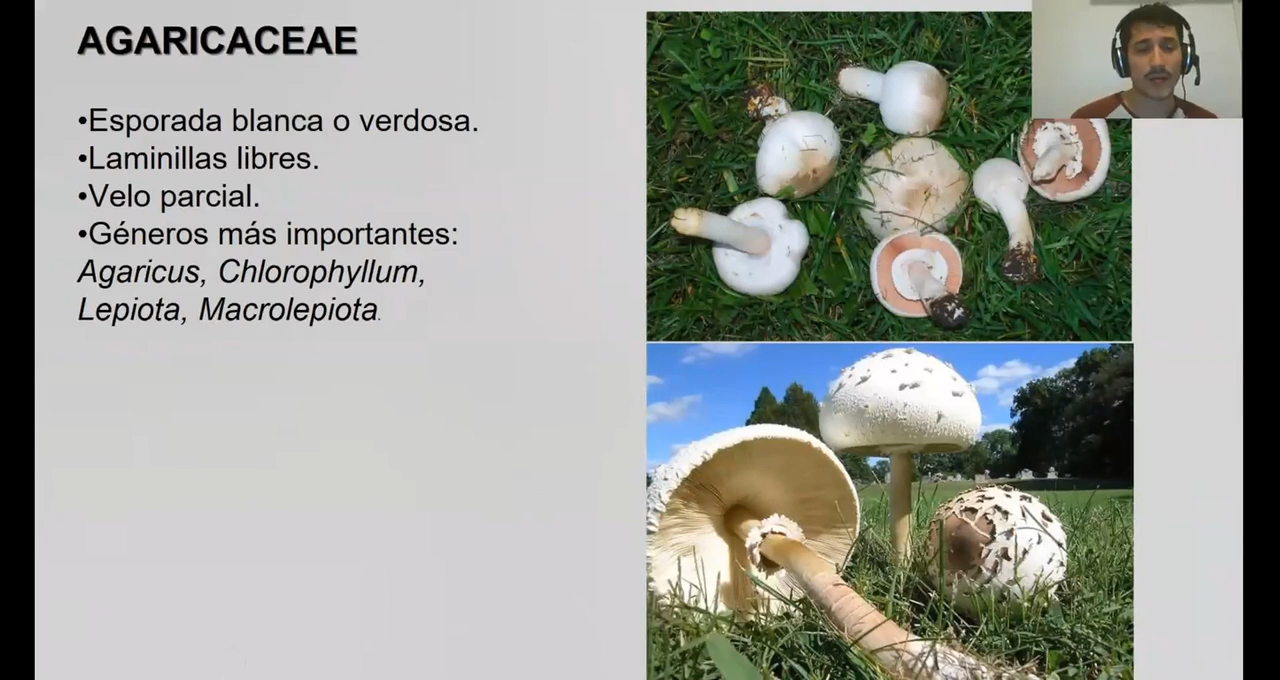 AGARICACEAE
•Esporada blanca o verdosa.
•Laminillas libres.
•Velo parcial.
•Géneros más importantes:
Agaricus, Chlorophyllum,
Lepiota, Macrolepiota.